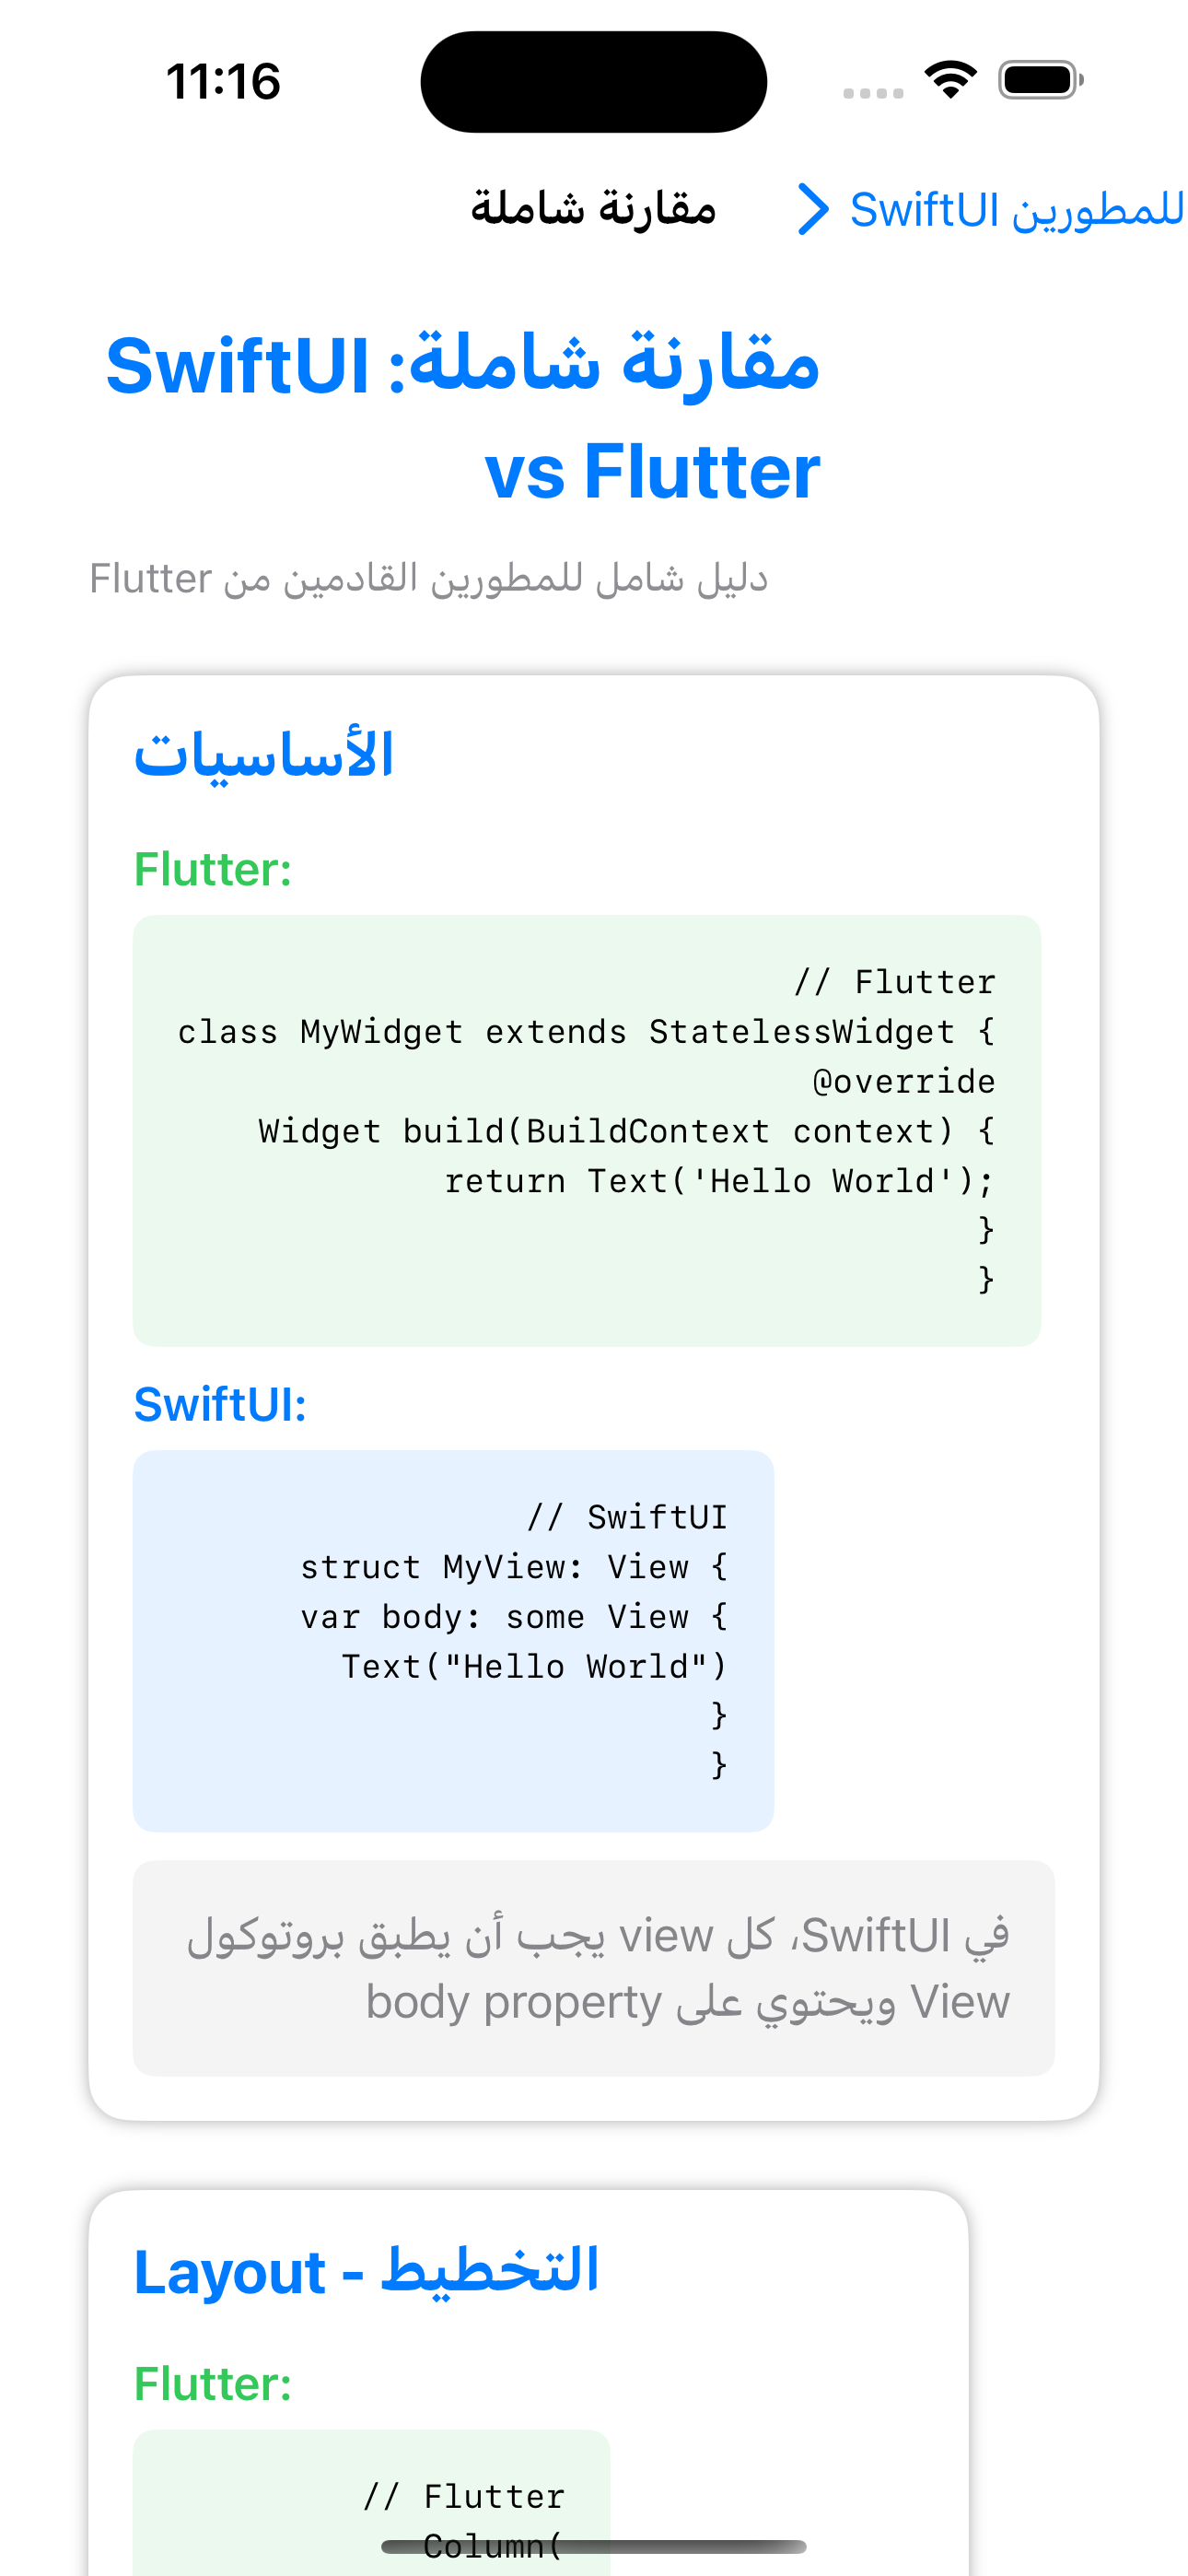 11:16
SwiftUI للمطورين
مقارنة شاملة
مقارنة شاملة: SwiftUI
vs Flutter
دليل شامل للمطورين القادمين من Flutter
الأساسيات
Flutter:
// Flutter
class MyWidget extends StatelessWidget {
@override
Widget build(BuildContext context) {
return Text('Hello World');
}
}
SwiftUI:
// SwiftUI
struct MyView: View {
var body: some View {
Text("Hello World")
}
}
في SwiftUI، كل view يجب أن يطبق بروتوكول
View ويحتوي على body property
Layout - التخطيط
Flutter:
// Flutter
Column(